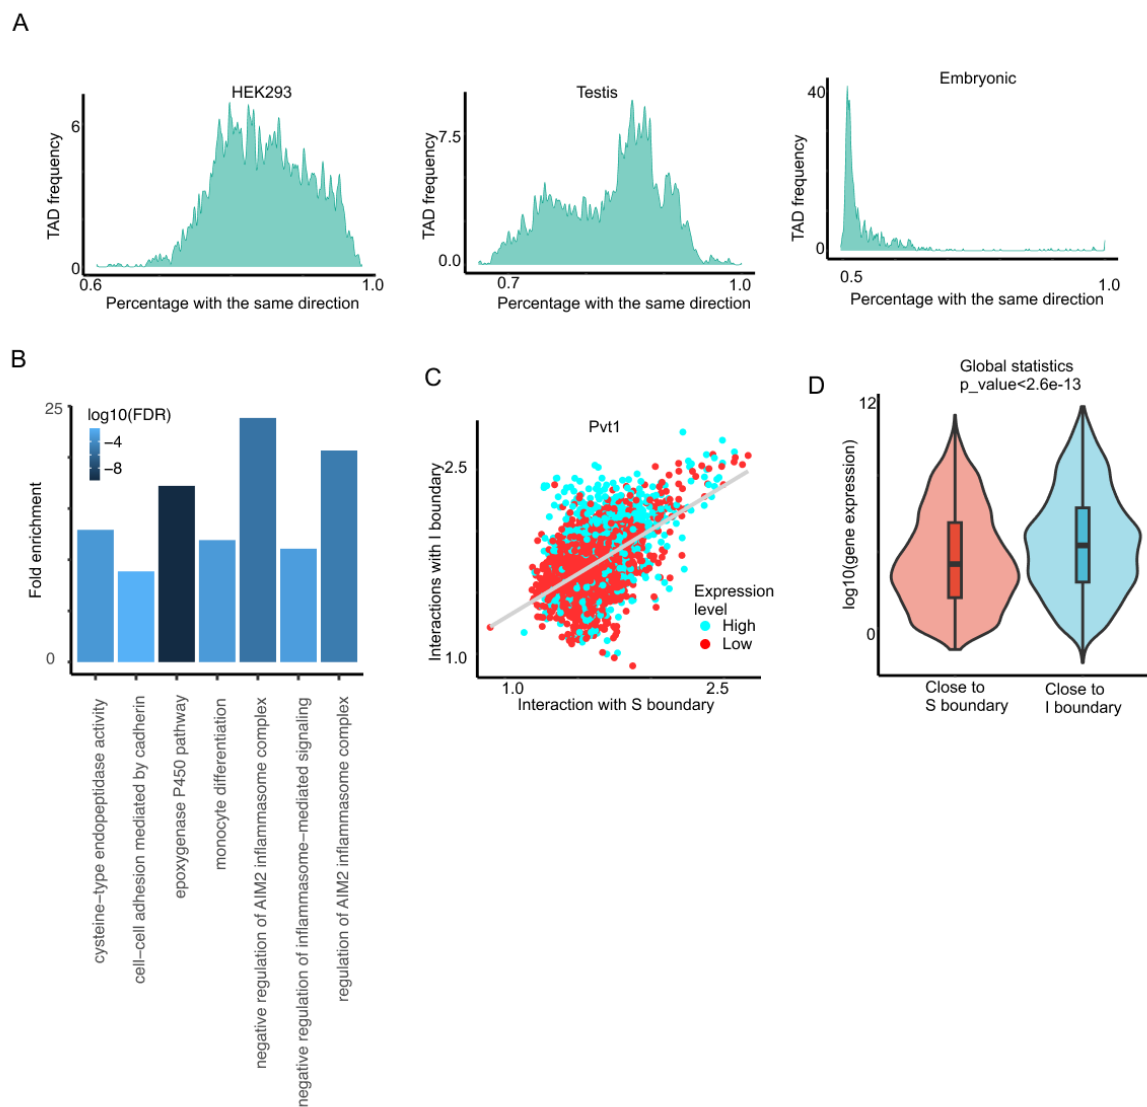 A
HEK293
6
0
TAD frequency
0.6
1.0
Percentage with the same direction
Testis
7.5
0.0
TAD frequency
0.7
1.0
Percentage with the same direction
Embryonic
40
0
TAD frequency
0.5
1.0
Percentage with the same direction
B
25
0
Fold enrichment
log10(FDR)
−4
−8
cysteine−type endopeptidase activity
cell−cell adhesion mediated by cadherin
epoxygenase P450 pathway
monocyte differentiation
negative regulation of AIM2 inflammasome complex
negative regulation of inflammasome−mediated signaling
regulation of AIM2 inflammasome complex
C
Pvt1
2.5
1.0
Interactions with I boundary
Expression
level
High
Low
1.0
2.5
Interaction with S boundary
D
Global statistics
p_value<2.6e-13
12
0
log10(gene expression)
Close to
S boundary
Close to
I boundary